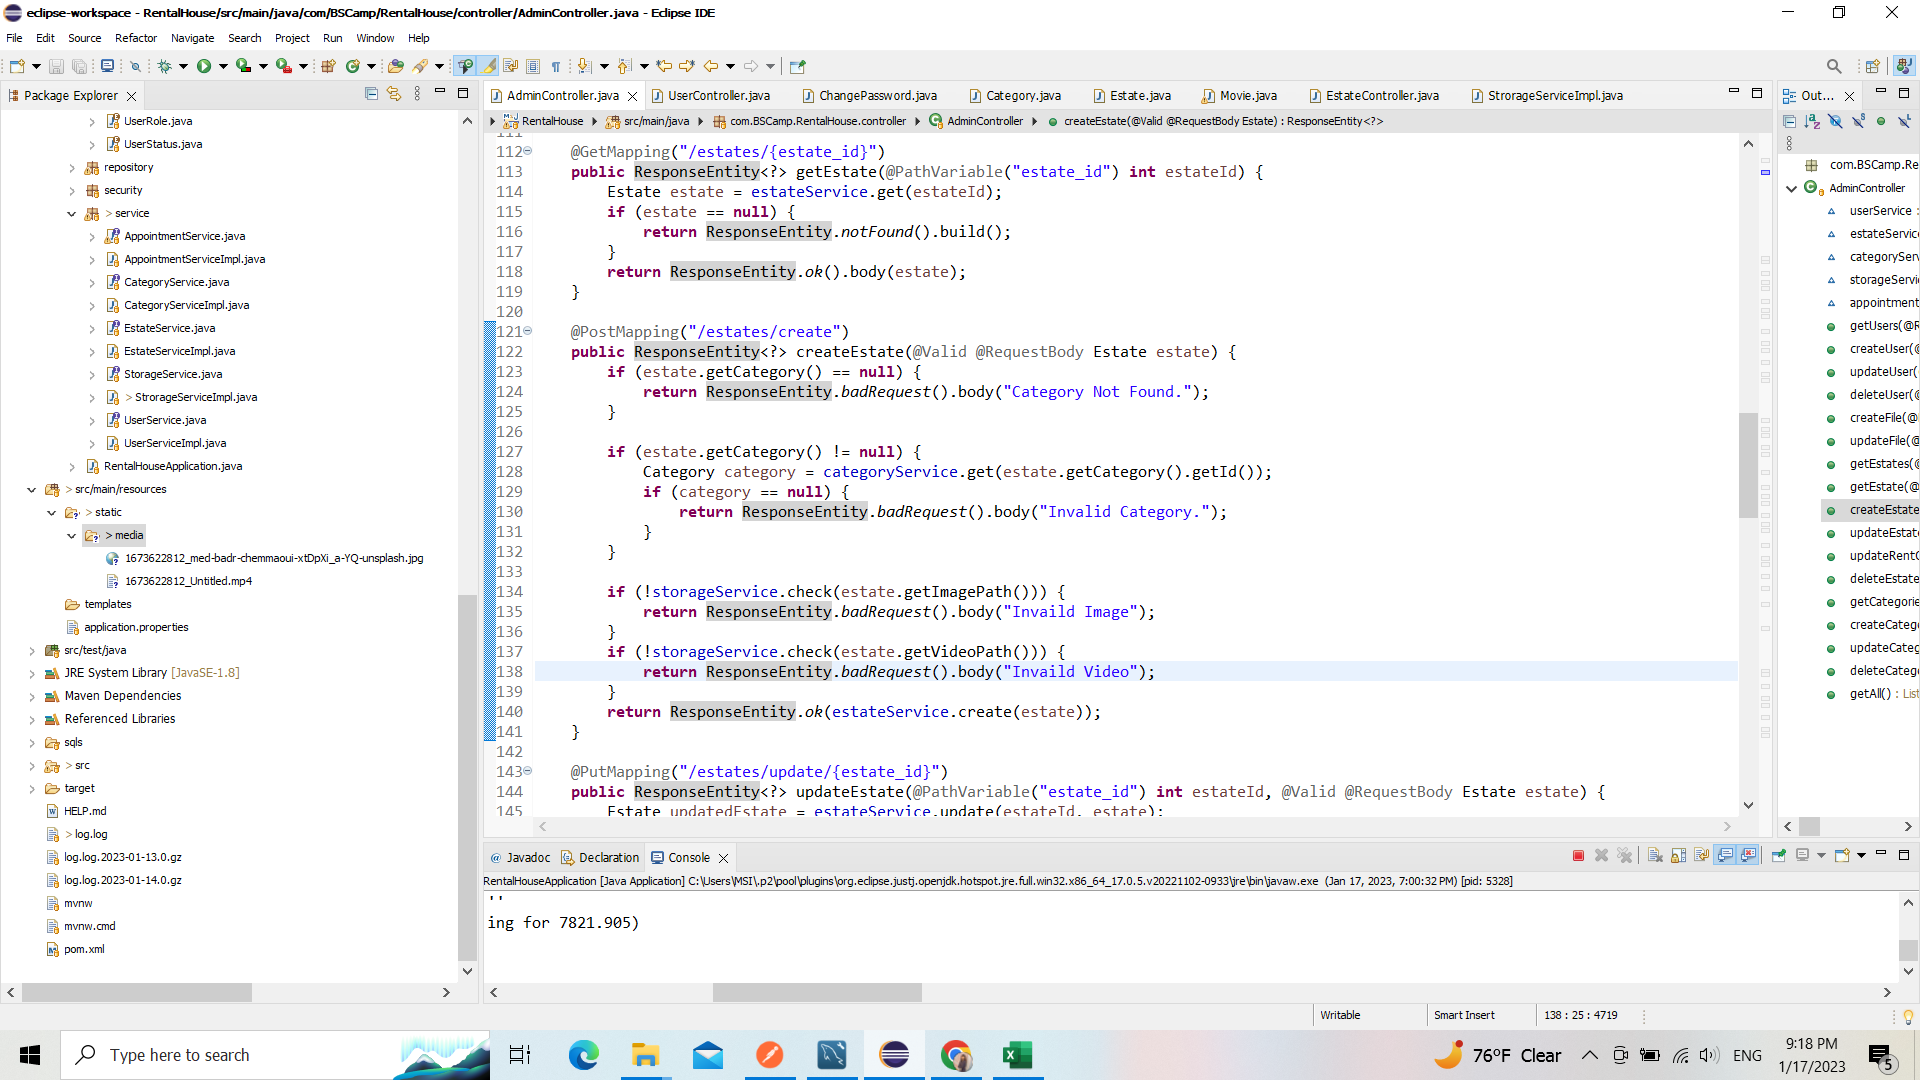 eclipse-workspace - RentalHouse/src/main/java/com/BSCamp/RentalHouse/controller/AdminController.java - Eclipse IDE
File Edit Source Refactor Navigate Search Project Run Window Help
Package Explorer
UserRole.java
UserStatus.java
repository
security
> service
AppointmentService.java
AppointmentServiceImpl.java
CategoryService.java
CategoryServiceImpl.java
EstateService.java
EstateServiceImpl.java
StorageService.java
> StrorageServiceImpl.java
UserService.java
UserServiceImpl.java
RentalHouseApplication.java
> src/main/resources
> static
> media
1673622812_med-badr-chemmaoui-xtDpXi_a-YQ-unsplash.jpg
1673622812_Untitled.mp4
templates
application.properties
src/test/java
JRE System Library [JavaSE-1.8]
Maven Dependencies
Referenced Libraries
sqls
> src
target
HELP.md
> log.log
log.log.2023-01-13.0.gz
log.log.2023-01-14.0.gz
mvnw
mvnw.cmd
pom.xml
AdminController.java UserController.java ChangePassword.java Category.java Estate.java Movie.java EstateController.java StrorageServiceImpl.java
RentalHouse src/main/java com.BSCamp.RentalHouse.controller AdminController createEstate(@Valid @RequestBody Estate) : ResponseEntity<?>
111
112 @GetMapping("/estates/{estate_id}")
113 public ResponseEntity<?> getEstate(@PathVariable("estate_id") int estateId) {
114 Estate estate = estateService.get(estateId);
115 if (estate == null) {
116 return ResponseEntity.notFound().build();
117 }
118 return ResponseEntity.ok().body(estate);
119 }
120
121 @PostMapping("/estates/create")
122 public ResponseEntity<?> createEstate(@Valid @RequestBody Estate estate) {
123 if (estate.getCategory() == null) {
124 return ResponseEntity.badRequest().body("Category Not Found.");
125 }
126
127 if (estate.getCategory() != null) {
128 Category category = categoryService.get(estate.getCategory().getId());
129 if (category == null) {
130 return ResponseEntity.badRequest().body("Invalid Category.");
131 }
132 }
133
134 if (!storageService.check(estate.getImagePath())) {
135 return ResponseEntity.badRequest().body("Invaild Image");
136 }
137 if (!storageService.check(estate.getVideoPath())) {
138 return ResponseEntity.badRequest().body("Invaild Video");
139 }
140 return ResponseEntity.ok(estateService.create(estate));
141 }
142
143 @PutMapping("/estates/update/{estate_id}")
144 public ResponseEntity<?> updateEstate(@PathVariable("estate_id") int estateId, @Valid @RequestBody Estate estate) {
145 Estate updatedEstate = estateService.update(estateId, estate);
Out...
com.BSCamp.Re
AdminController
userService :
estateServic
categoryServ
storageServi
appointment
getUsers(@R
createUser(@
updateUser(
deleteUser(@
createFile(@
updateFile(@
getEstates(@
getEstate(@
createEstate
updateEstat
updateRentC
deleteEstate
getCategorie
createCateg
updateCateg
deleteCatego
getAll() : List
Javadoc Declaration Console
RentalHouseApplication [Java Application] C:\Users\MSI\.p2\pool\plugins\org.eclipse.justj.openjdk.hotspot.jre.full.win32.x86_64_17.0.5.v20221102-0933\jre\bin\javaw.exe (Jan 17, 2023, 7:00:32 PM) [pid: 5328]
ing for 7821.905)
Writable Smart Insert 138 : 25 : 4719
Type here to search
76°F Clear
ENG
9:18 PM
1/17/2023
5